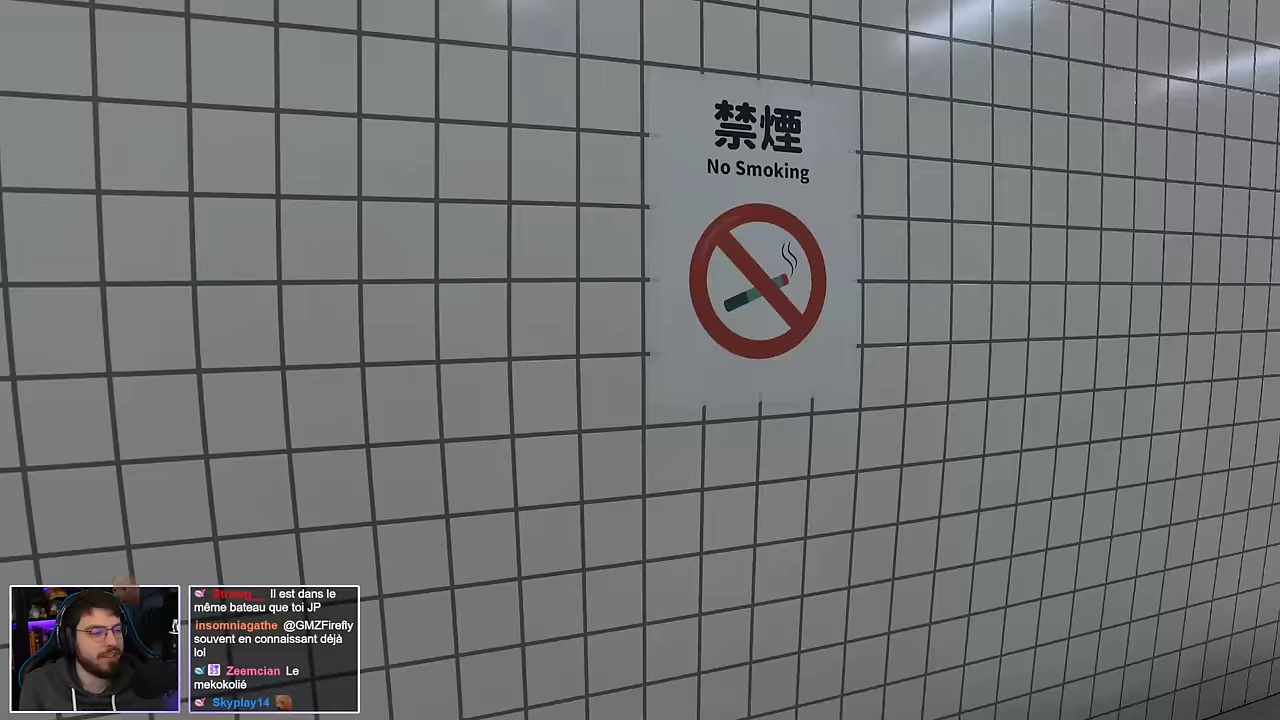 禁煙
No Smoking
Il est dans le
même bateau que toi JP
insomniagathe @GMZFirefly
souvent en connaissant déjà
lol
Zeemcian Le
mekokolié
Skyplay14